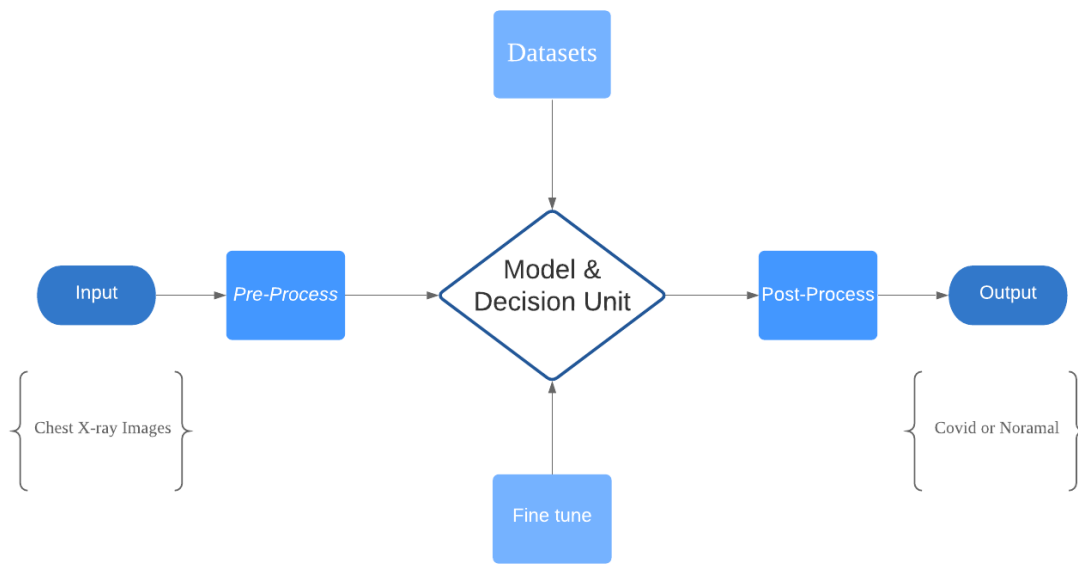 Datasets
Input
Pre-Process
Model &
Decision Unit
Post-Process
Output
Chest X-ray Images
Covid or Noramal
Fine tune